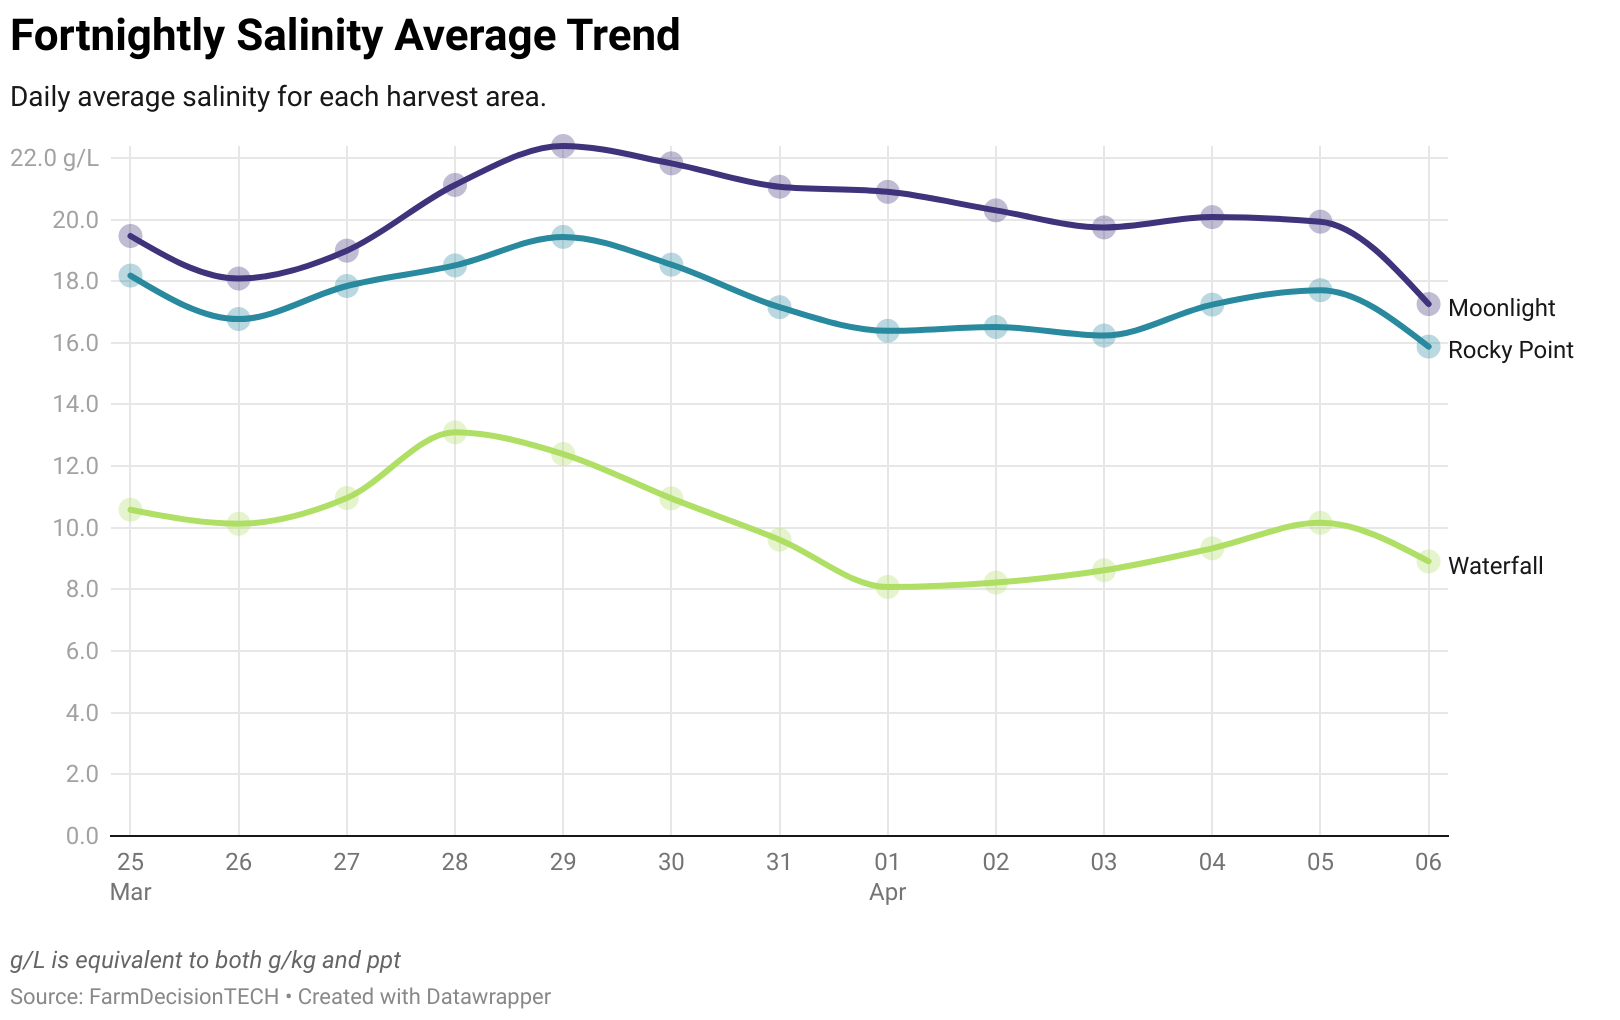 Fortnightly Salinity Average Trend
Daily average salinity for each harvest area.
22.0 g/L
20.0
18.0
16.0
14.0
12.0
10.0
8.0
6.0
4.0
2.0
0.0
Moonlight
Rocky Point
Waterfall
25 26 27 28 29 30 31 01 02 03 04 05 06
Mar Apr
g/L is equivalent to both g/kg and ppt
Source: FarmDecisionTECH • Created with Datawrapper